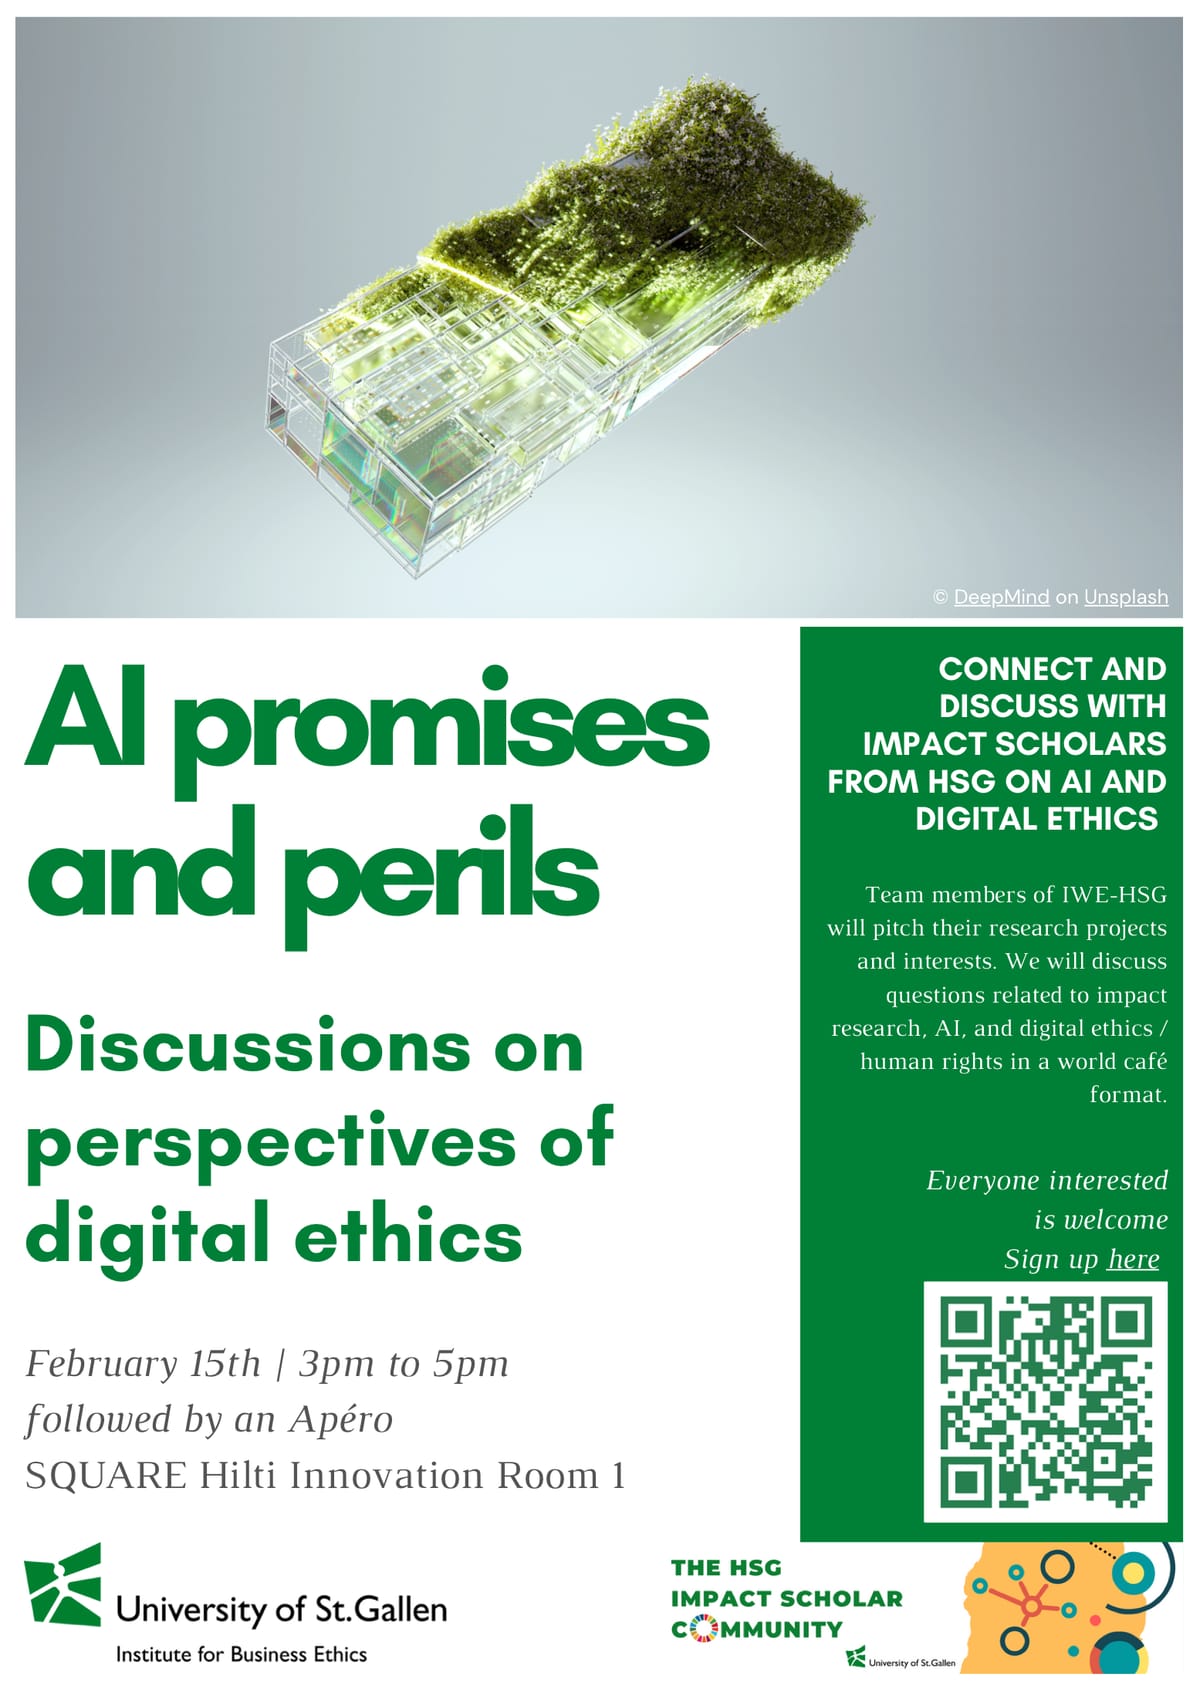 © DeepMind on Unsplash
AI promises
and perils
Discussions on
perspectives of
digital ethics
February 15th | 3pm to 5pm
followed by an Apéro
SQUARE Hilti Innovation Room 1
CONNECT AND
DISCUSS WITH
IMPACT SCHOLARS
FROM HSG ON AI AND
DIGITAL ETHICS
Team members of IWE-HSG
will pitch their research projects
and interests. We will discuss
questions related to impact
research, AI, and digital ethics /
human rights in a world café
format.
Everyone interested
is welcome
Sign up here
University of St.Gallen
Institute for Business Ethics
THE HSG
IMPACT SCHOLAR
COMMUNITY
University of St.Gallen